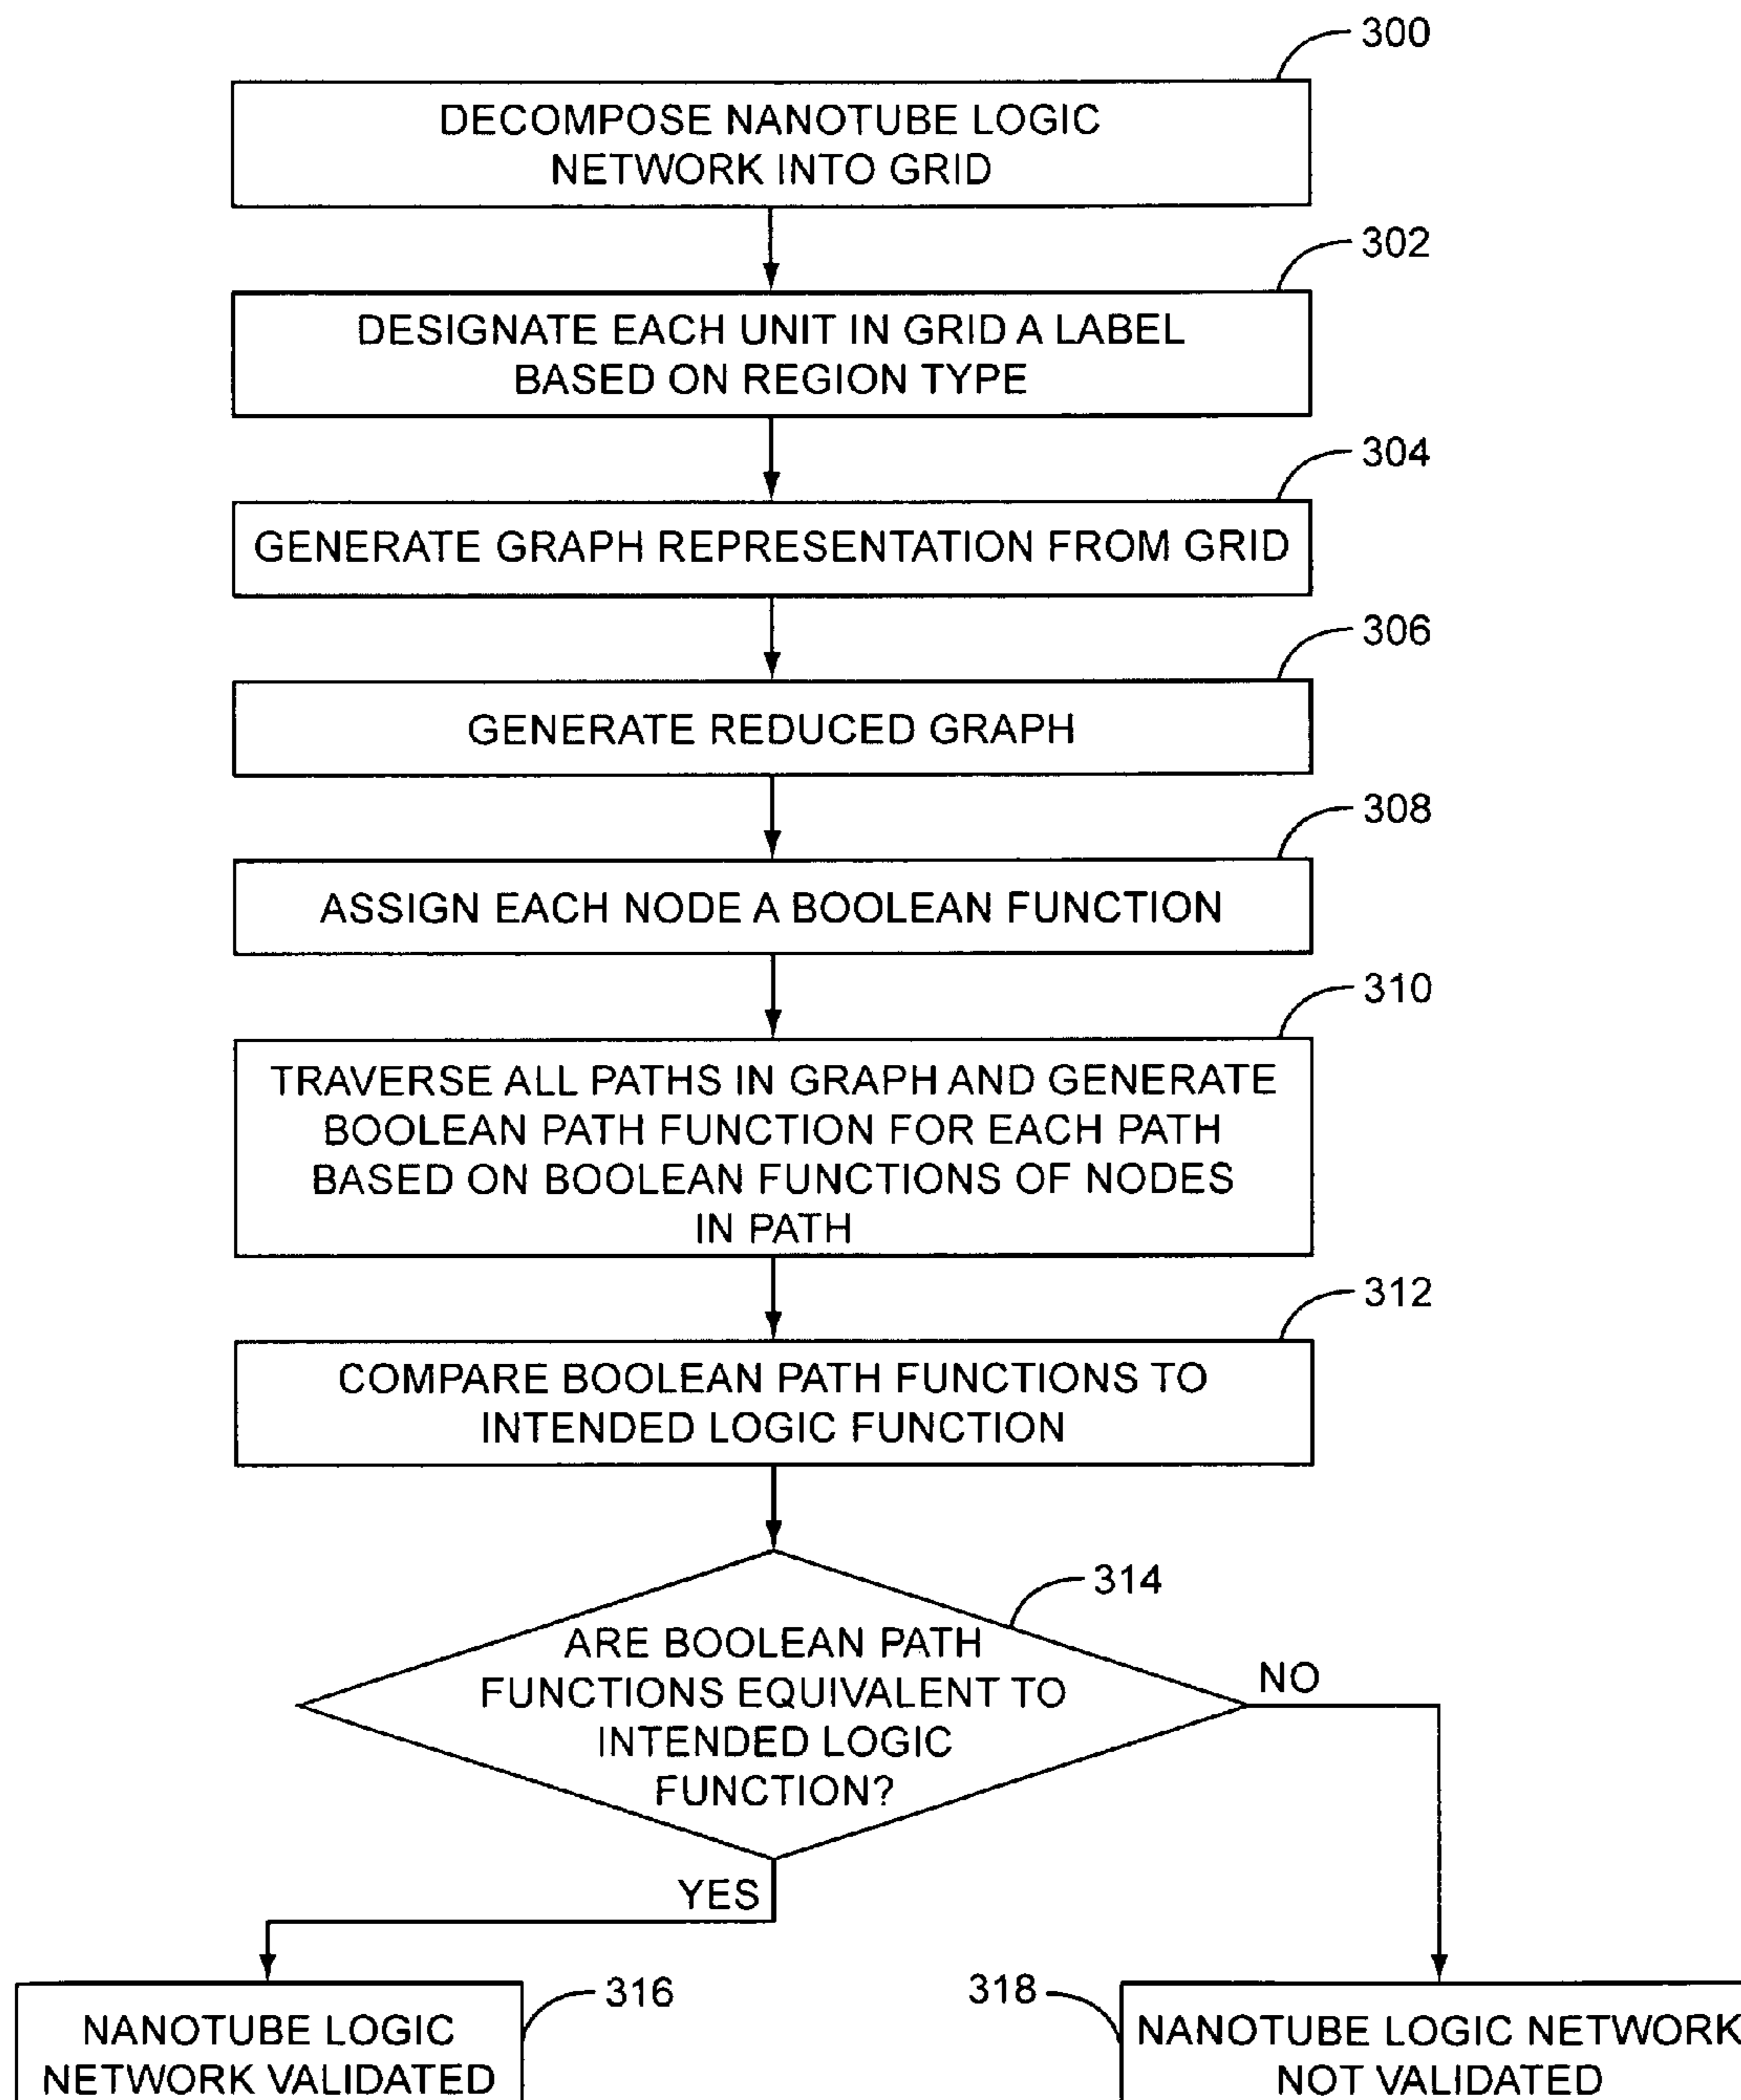 300
DECOMPOSE NANOTUBE LOGIC
NETWORK INTO GRID
302
DESIGNATE EACH UNIT IN GRID A LABEL
BASED ON REGION TYPE
304
GENERATE GRAPH REPRESENTATION FROM GRID
306
GENERATE REDUCED GRAPH
308
ASSIGN EACH NODE A BOOLEAN FUNCTION
310
TRAVERSE ALL PATHS IN GRAPH AND GENERATE
BOOLEAN PATH FUNCTION FOR EACH PATH
BASED ON BOOLEAN FUNCTIONS OF NODES
IN PATH
312
COMPARE BOOLEAN PATH FUNCTIONS TO
INTENDED LOGIC FUNCTION
314
ARE BOOLEAN PATH
FUNCTIONS EQUIVALENT TO
INTENDED LOGIC
FUNCTION?
NO
YES
316
NANOTUBE LOGIC
NETWORK VALIDATED
318
NANOTUBE LOGIC NETWORK
NOT VALIDATED